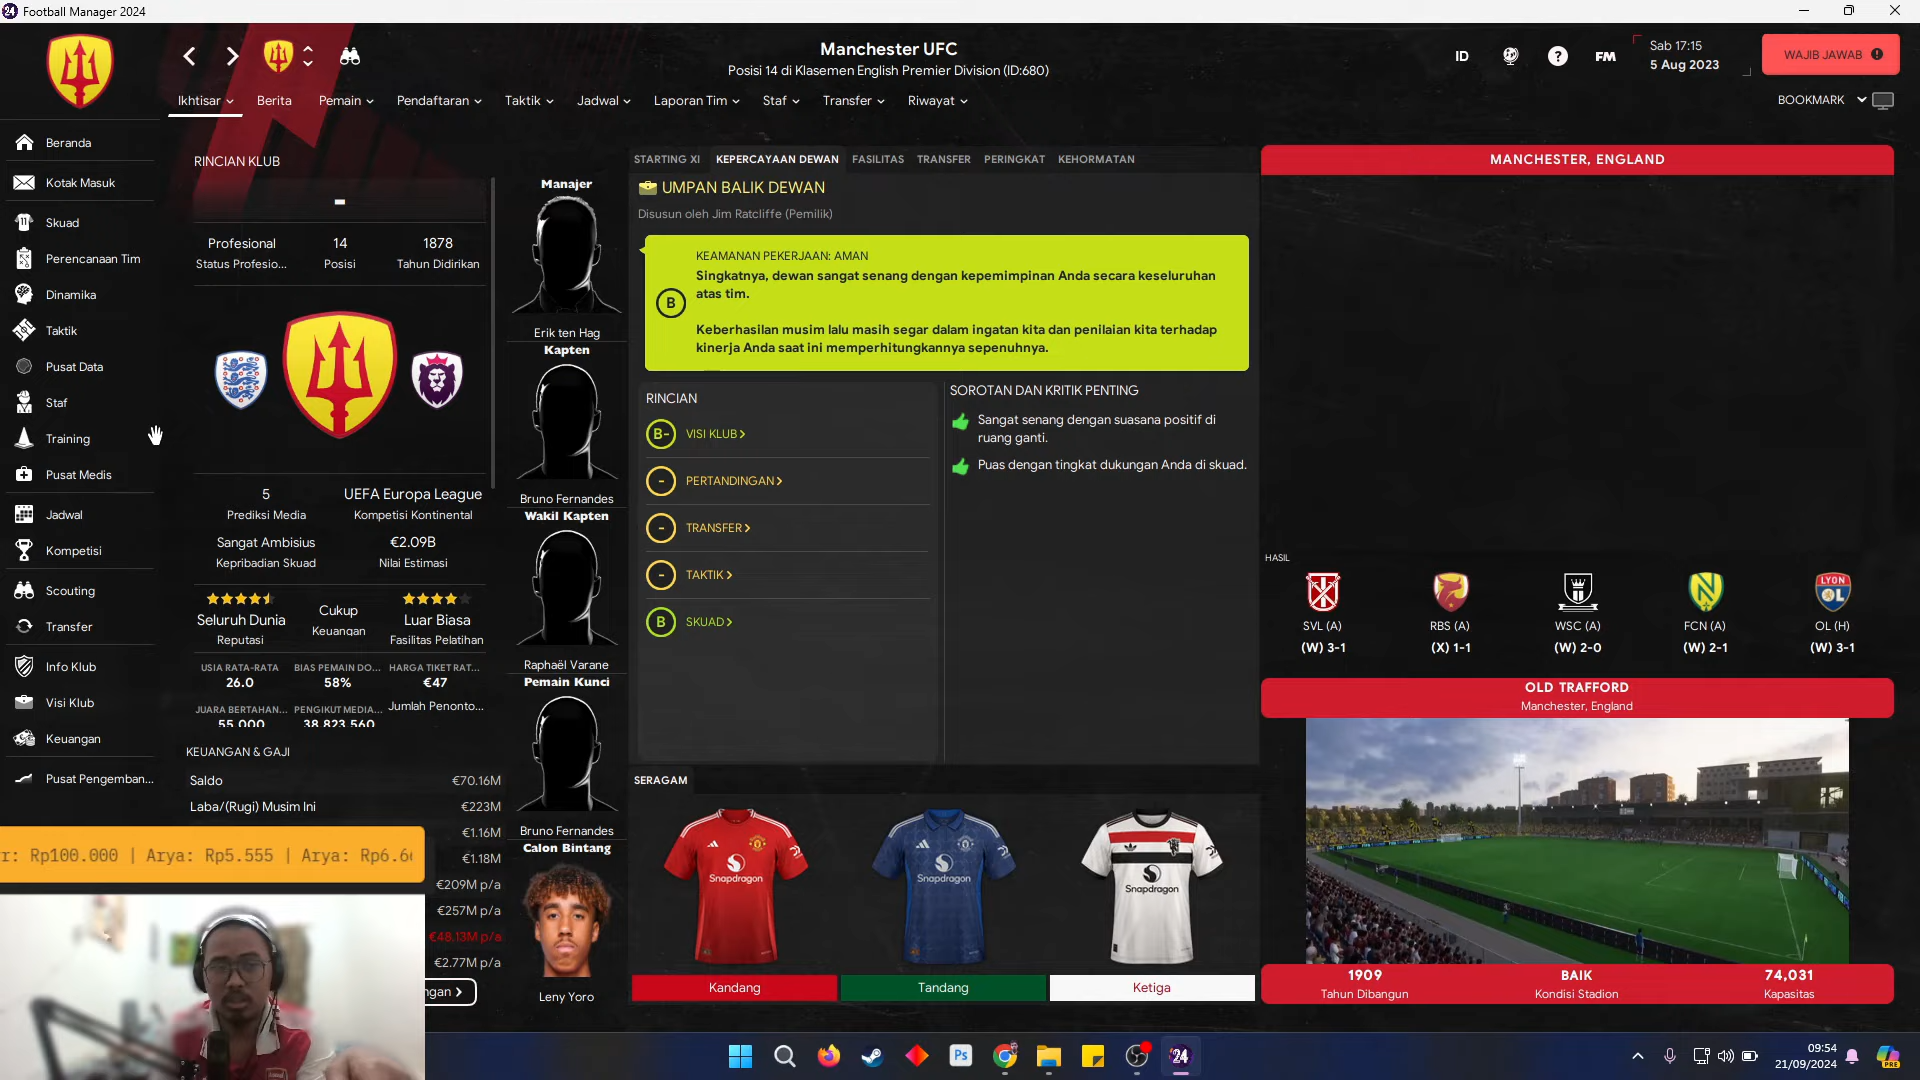 Football Manager 2024
Manchester UFC
Posisi 14 di Klasemen English Premier Division (ID:680)
ID
FM
Sab 17:15
5 Aug 2023
WAJIB JAWAB
Ikhtisar
Berita
Pemain
Pendaftaran
Taktik
Jadwal
Laporan Tim
Staf
Transfer
Riwayat
BOOKMARK
Beranda
Kotak Masuk
Skuad
Perencanaan Tim
Dinamika
Taktik
Pusat Data
Staf
Training
Pusat Medis
Jadwal
Kompetisi
Scouting
Transfer
Info Klub
Visi Klub
Keuangan
Pusat Pengemban...
RINCIAN KLUB
-
Profesional
Status Profesio...
14
Posisi
1878
Tahun Didirikan
5
Prediksi Media
UEFA Europa League
Kompetisi Kontinental
Sangat Ambisius
Kepribadian Skuad
€2.09B
Nilai Estimasi
Seluruh Dunia
Reputasi
Cukup
Keuangan
Luar Biasa
Fasilitas Pelatihan
USIA RATA-RATA
26.0
BIAS PEMAIN DO...
58%
HARGA TIKET RAT...
€47
JUARA BERTAHAN...
55.000
PENGIKUT MEDIA...
38.823.560
Jumlah Penonto...
KEUANGAN & GAJI
Saldo
€70.16M
Laba/(Rugi) Musim Ini
€223M
€1.16M
€1.18M
€209M p/a
€257M p/a
€48.13M p/a
€2.77M p/a
ngan >
r: Rp100.000 | Arya: Rp5.555 | Arya: Rp6.6
Manajer
Erik ten Hag
Kapten
Bruno Fernandes
Wakil Kapten
Raphaël Varane
Pemain Kunci
Bruno Fernandes
Calon Bintang
Leny Yoro
STARTING XI
KEPERCAYAAN DEWAN
FASILITAS
TRANSFER
PERINGKAT
KEHORMATAN
UMPAN BALIK DEWAN
Disusun oleh Jim Ratcliffe (Pemilik)
KEAMANAN PEKERJAAN: AMAN
B
Singkatnya, dewan sangat senang dengan kepemimpinan Anda secara keseluruhan
atas tim.
Keberhasilan musim lalu masih segar dalam ingatan kita dan penilaian kita terhadap
kinerja Anda saat ini memperhitungkannya sepenuhnya.
RINCIAN
B- VISI KLUB>
- PERTANDINGAN>
- TRANSFER>
- TAKTIK>
B SKUAD>
SOROTAN DAN KRITIK PENTING
Sangat senang dengan suasana positif di
ruang ganti.
Puas dengan tingkat dukungan Anda di skuad.
SERAGAM
Snapdragon
Snapdragon
Snapdragon
Kandang
Tandang
Ketiga
MANCHESTER, ENGLAND
HASIL
LYON
OL
SVL (A)
(W) 3-1
RBS (A)
(X) 1-1
WSC (A)
(W) 2-0
FCN (A)
(W) 2-1
OL (H)
(W) 3-1
OLD TRAFFORD
Manchester, England
1909
Tahun Dibangun
BAIK
Kondisi Stadion
74,031
Kapasitas
Ps
24
09:54
21/09/2024
PRE